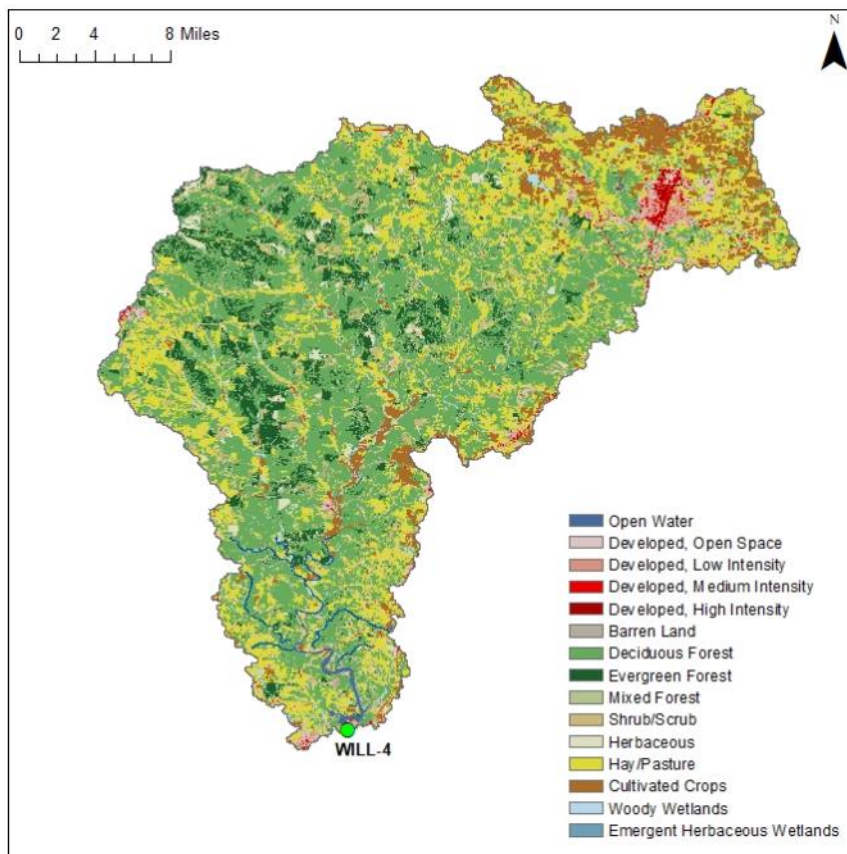 0 2 4 8 Miles
N
Open Water
Developed, Open Space
Developed, Low Intensity
Developed, Medium Intensity
Developed, High Intensity
Barren Land
Deciduous Forest
Evergreen Forest
Mixed Forest
Shrub/Scrub
Herbaceous
Hay/Pasture
Cultivated Crops
Woody Wetlands
Emergent Herbaceous Wetlands
WILL-4